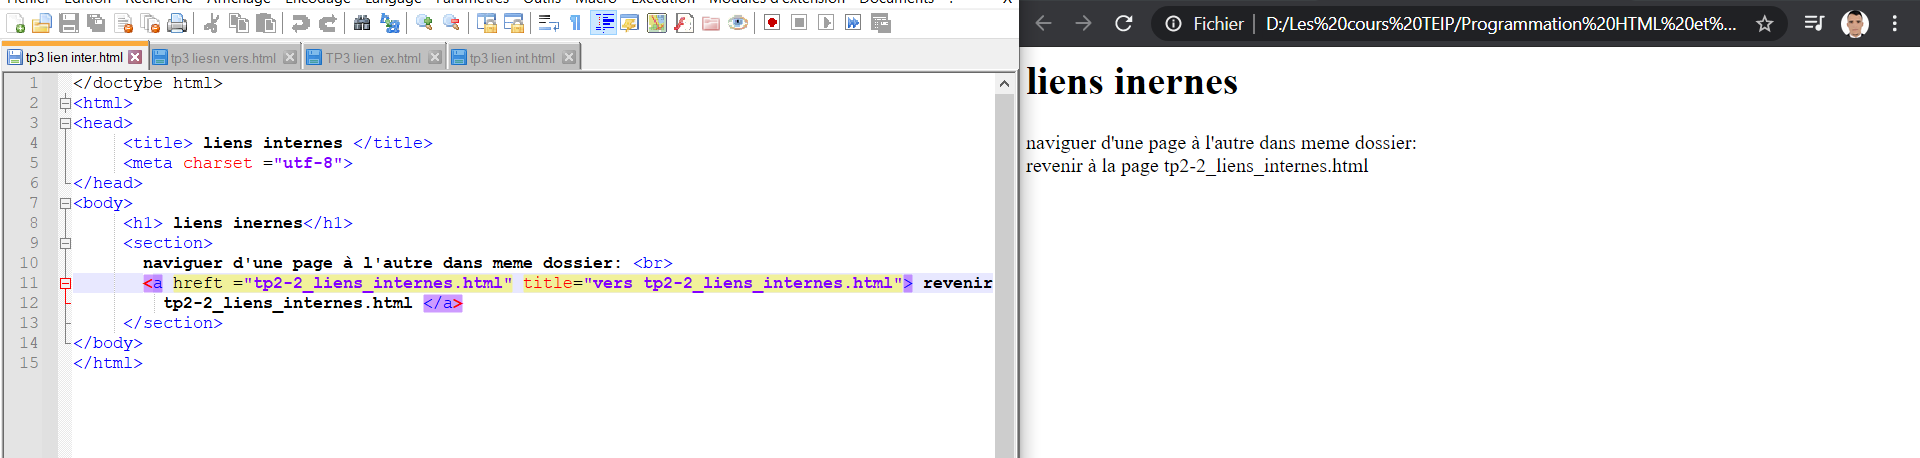 Fichier Édition Recherche Affichage Encodage Langage Paramètres Outils Macro Exécution Modules d'extension Documents ? X
tp3 lien inter.html tp3 liesn vers.html TP3 lien ex.html tp3 lien int.html
1 </doctybe html>
2 <html>
3 <head>
4 <title> liens internes </title>
5 <meta charset ="utf-8">
6 </head>
7 <body>
8 <h1> liens inernes</h1>
9 <section>
10 naviguer d'une page à l'autre dans meme dossier: <br>
11 <a hreft ="tp2-2_liens_internes.html" title="vers tp2-2_liens_internes.html"> revenir
12 tp2-2_liens_internes.html </a>
13 </section>
14 </body>
15 </html>
Fichier D:/Les%20cours%20TEIP/Programmation%20HTML%20et%...
liens inernes
naviguer d'une page à l'autre dans meme dossier:
revenir à la page tp2-2_liens_internes.html